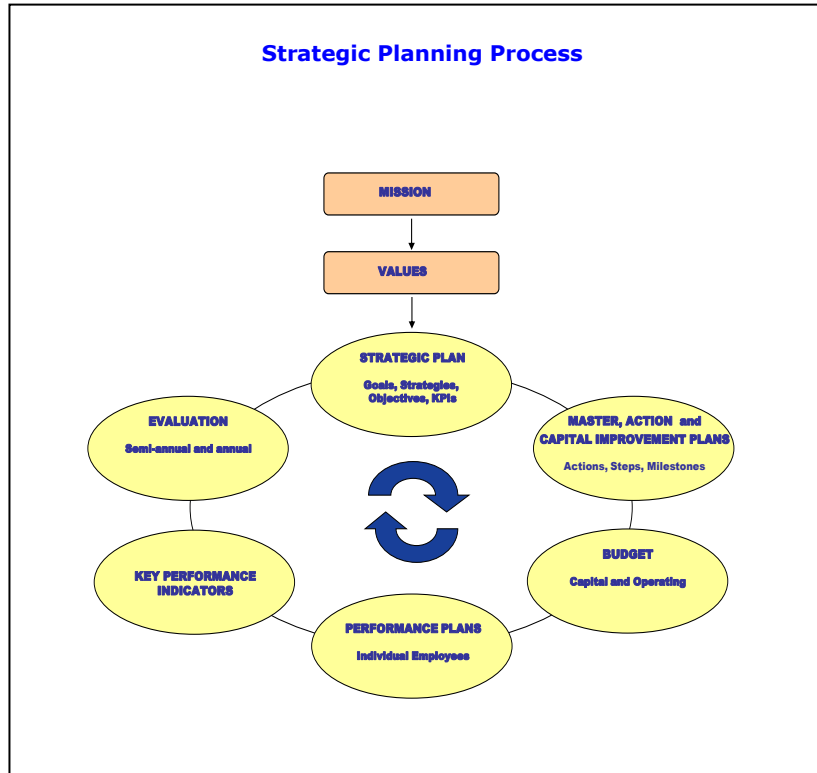 Strategic Planning Process
MISSION
VALUES
STRATEGIC PLAN
Goals, Strategies,
Objectives, KPIs
MASTER, ACTION and
CAPITAL IMPROVEMENT PLANS
Actions, Steps, Milestones
BUDGET
Capital and Operating
PERFORMANCE PLANS
Individual Employees
KEY PERFORMANCE
INDICATORS
EVALUATION
Semi-annual and annual